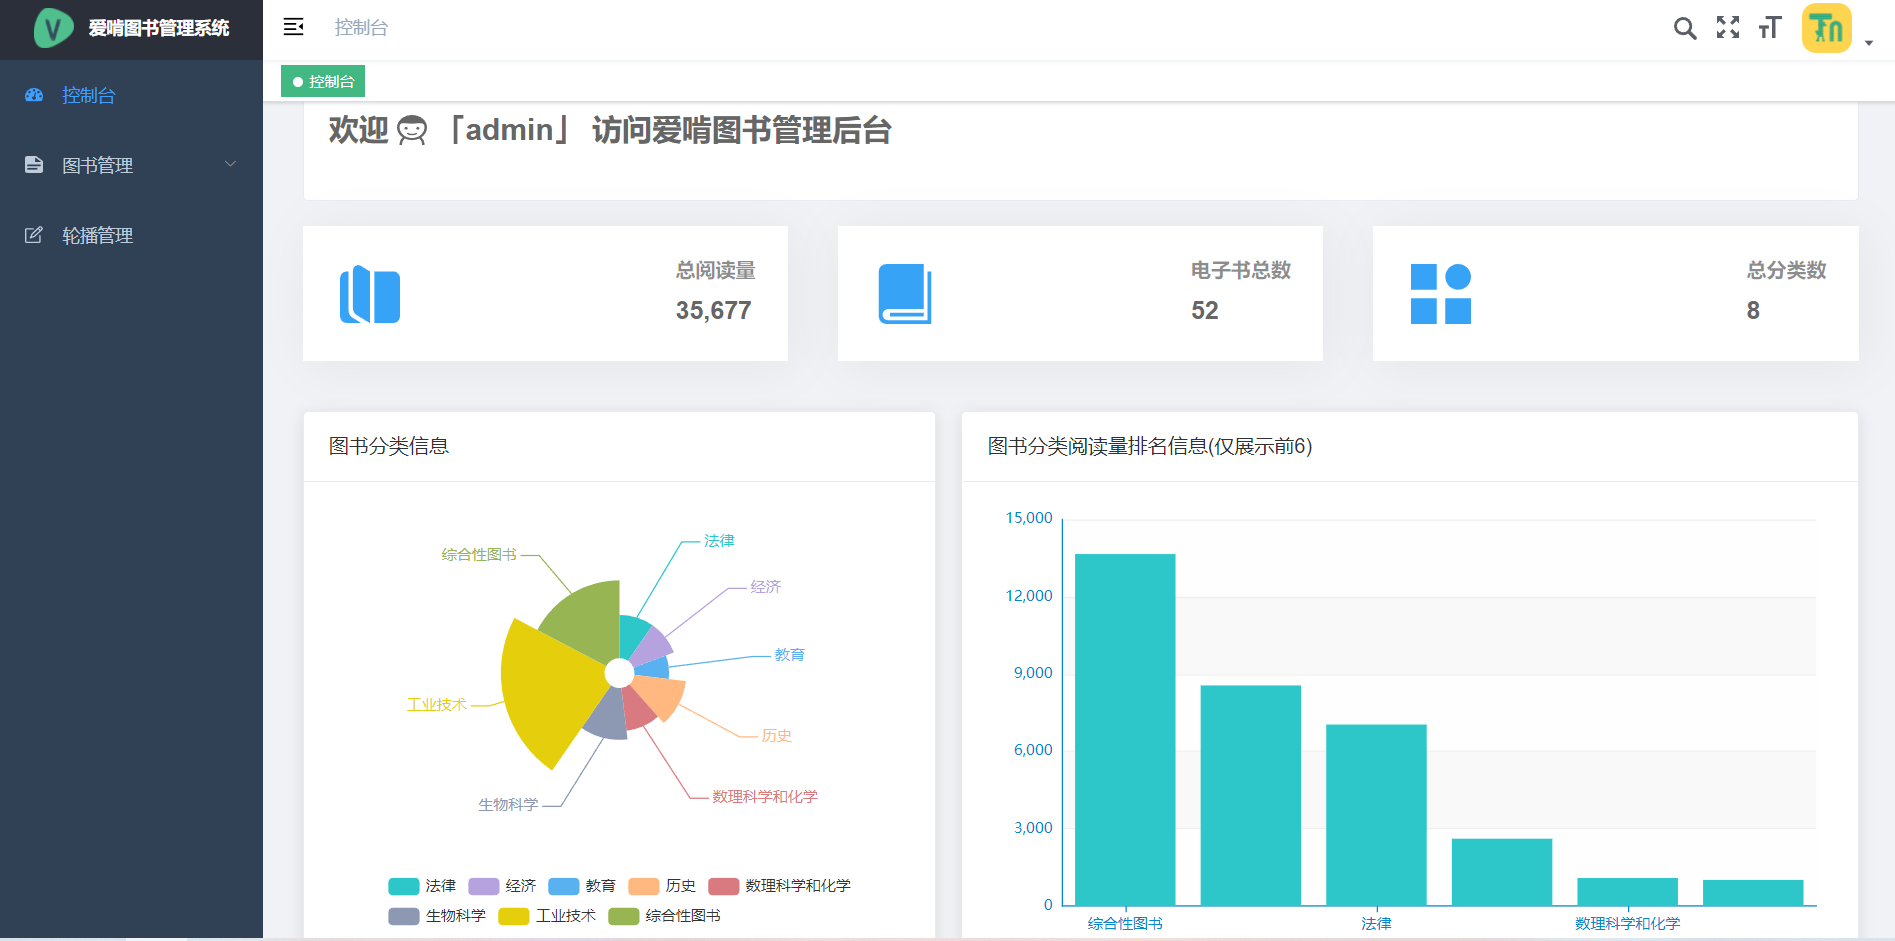 爱啃图书管理系统
控制台
控制台
图书管理
轮播管理
控制台
欢迎 「admin」 访问爱啃图书管理后台
总阅读量
35,677
电子书总数
52
总分类数
8
图书分类信息
法律
综合性图书
经济
教育
工业技术
历史
数理科学和化学
生物科学
法律 经济 教育 历史 数理科学和化学
生物科学 工业技术 综合性图书
图书分类阅读量排名信息(仅展示前6)
15,000
12,000
9,000
6,000
3,000
0
综合性图书 法律 数理科学和化学